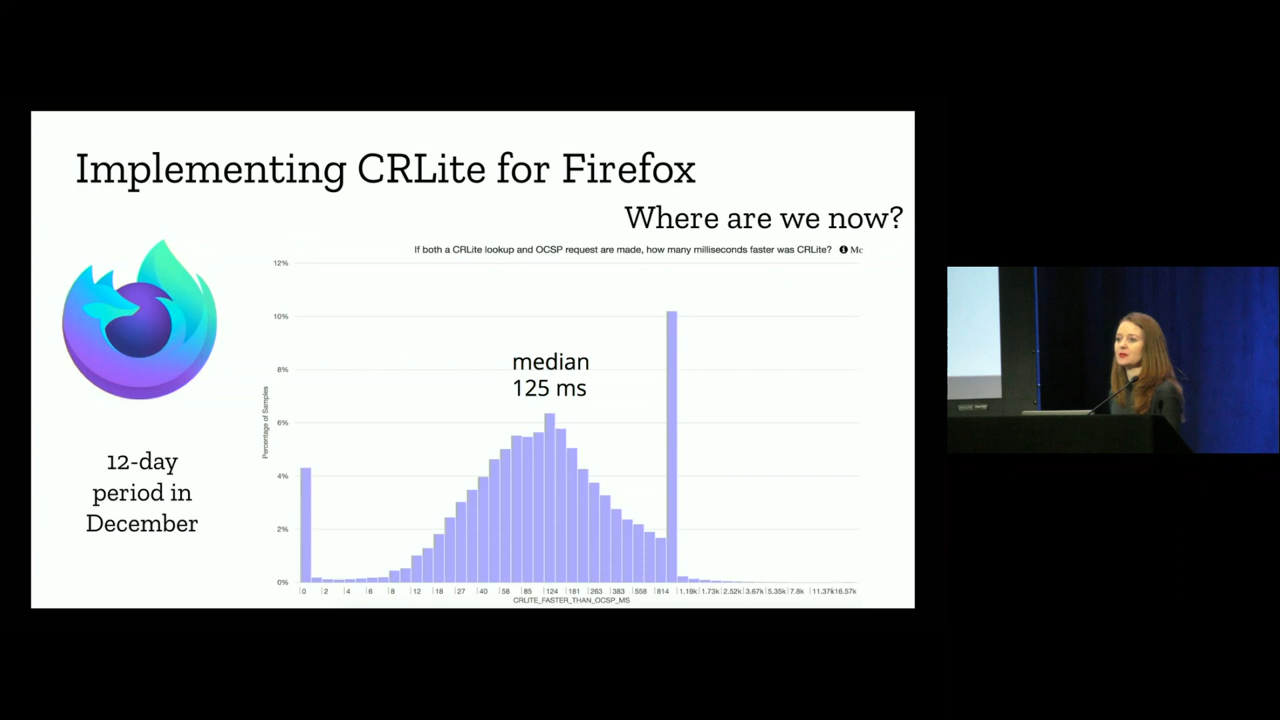 Implementing CRLite for Firefox
Where are we now?
If both a CRLite lookup and OCSP request are made, how many milliseconds faster was CRLite? Mc
12%
10%
8%
6%
4%
2%
0%
Percentage of Samples
median
125 ms
0 2 4 6 8 12 18 27 40 58 85 124 181 263 383 558 814 1.19k 1.73k 2.52k 3.67k 5.35k 7.8k 11.37k 16.57k
CRLITE_FASTER_THAN_OCSP_MS
12-day
period in
December